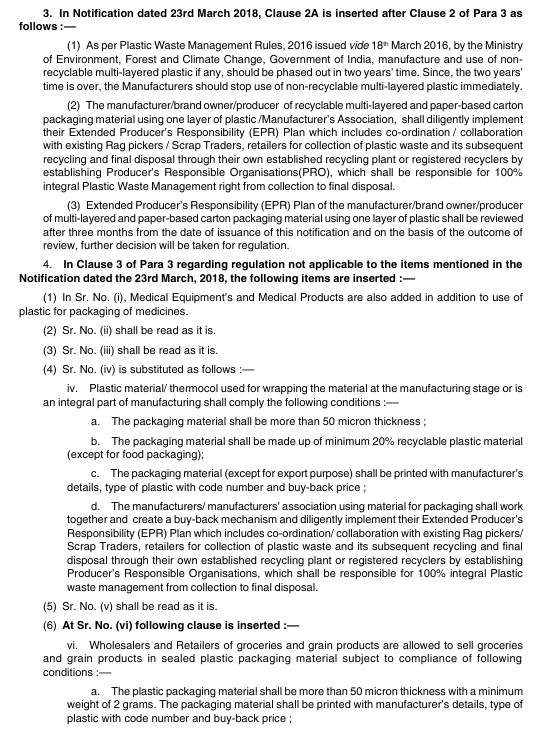 3. In Notification dated 23rd March 2018, Clause 2A is inserted after Clause 2 of Para 3 as
follows :—
(1) As per Plastic Waste Management Rules, 2016 issued vide 18th March 2016, by the Ministry
of Environment, Forest and Climate Change, Government of India, manufacture and use of non-
recyclable multi-layered plastic if any, should be phased out in two years' time. Since, the two years'
time is over, the Manufacturers should stop use of non-recyclable multi-layered plastic immediately.
(2) The manufacturer/brand owner/producer of recyclable multi-layered and paper-based carton
packaging material using one layer of plastic /Manufacturer's Association, shall diligently implement
their Extended Producer's Responsibility (EPR) Plan which includes co-ordination / collaboration
with existing Rag pickers / Scrap Traders, retailers for collection of plastic waste and its subsequent
recycling and final disposal through their own established recycling plant or registered recyclers by
establishing Producer's Responsible Organisations(PRO), which shall be responsible for 100%
integral Plastic Waste Management right from collection to final disposal.
(3) Extended Producer's Responsibility (EPR) Plan of the manufacturer/brand owner/producer
of multi-layered and paper-based carton packaging material using one layer of plastic shall be reviewed
after three months from the date of issuance of this notification and on the basis of the outcome of
review, further decision will be taken for regulation.
4. In Clause 3 of Para 3 regarding regulation not applicable to the items mentioned in the
Notification dated the 23rd March, 2018, the following items are inserted :—
(1) In Sr. No. (i), Medical Equipment's and Medical Products are also added in addition to use of
plastic for packaging of medicines.
(2) Sr. No. (ii) shall be read as it is.
(3) Sr. No. (iii) shall be read as it is.
(4) Sr. No. (iv) is substituted as follows :—
iv. Plastic material/ thermocol used for wrapping the material at the manufacturing stage or is
an integral part of manufacturing shall comply the following conditions :—
a. The packaging material shall be more than 50 micron thickness ;
b. The packaging material shall be made up of minimum 20% recyclable plastic material
(except for food packaging);
c. The packaging material (except for export purpose) shall be printed with manufacturer's
details, type of plastic with code number and buy-back price ;
d. The manufacturers/ manufacturers' association using material for packaging shall work
together and create a buy-back mechanism and diligently implement their Extended Producer's
Responsibility (EPR) Plan which includes co-ordination/ collaboration with existing Rag pickers/
Scrap Traders, retailers for collection of plastic waste and its subsequent recycling and final
disposal through their own established recycling plant or registered recyclers by establishing
Producer's Responsible Organisations, which shall be responsible for 100% integral Plastic
waste management from collection to final disposal.
(5) Sr. No. (v) shall be read as it is.
(6) At Sr. No. (vi) following clause is inserted :—
vi. Wholesalers and Retailers of groceries and grain products are allowed to sell groceries
and grain products in sealed plastic packaging material subject to compliance of following
conditions :—
a. The plastic packaging material shall be more than 50 micron thickness with a minimum
weight of 2 grams. The packaging material shall be printed with manufacturer's details, type of
plastic with code number and buy-back price ;